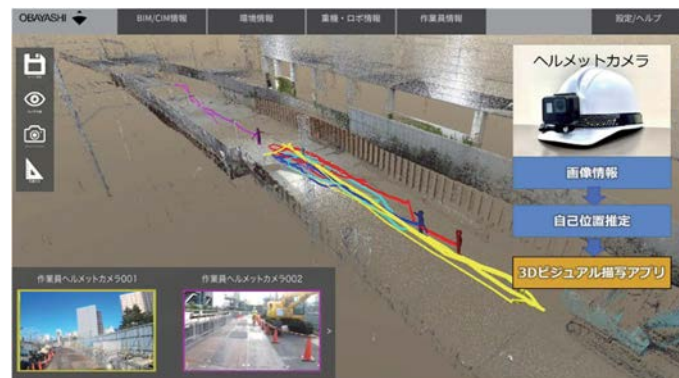 OBAYASHI
BIM/CIM情報
環境情報
重機・ロボ情報
作業員情報
設定/ヘルプ
ヘルメットカメラ
画像情報
自己位置推定
3Dビジュアル描写アプリ
作業員ヘルメットカメラ001
作業員ヘルメットカメラ002
>